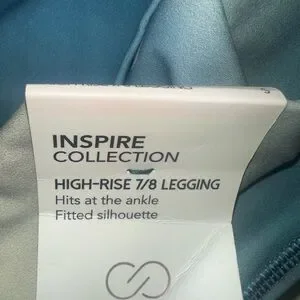 INSPIRE
COLLECTION
HIGH-RISE 7/8 LEGGING
Hits at the ankle
Fitted silhouette